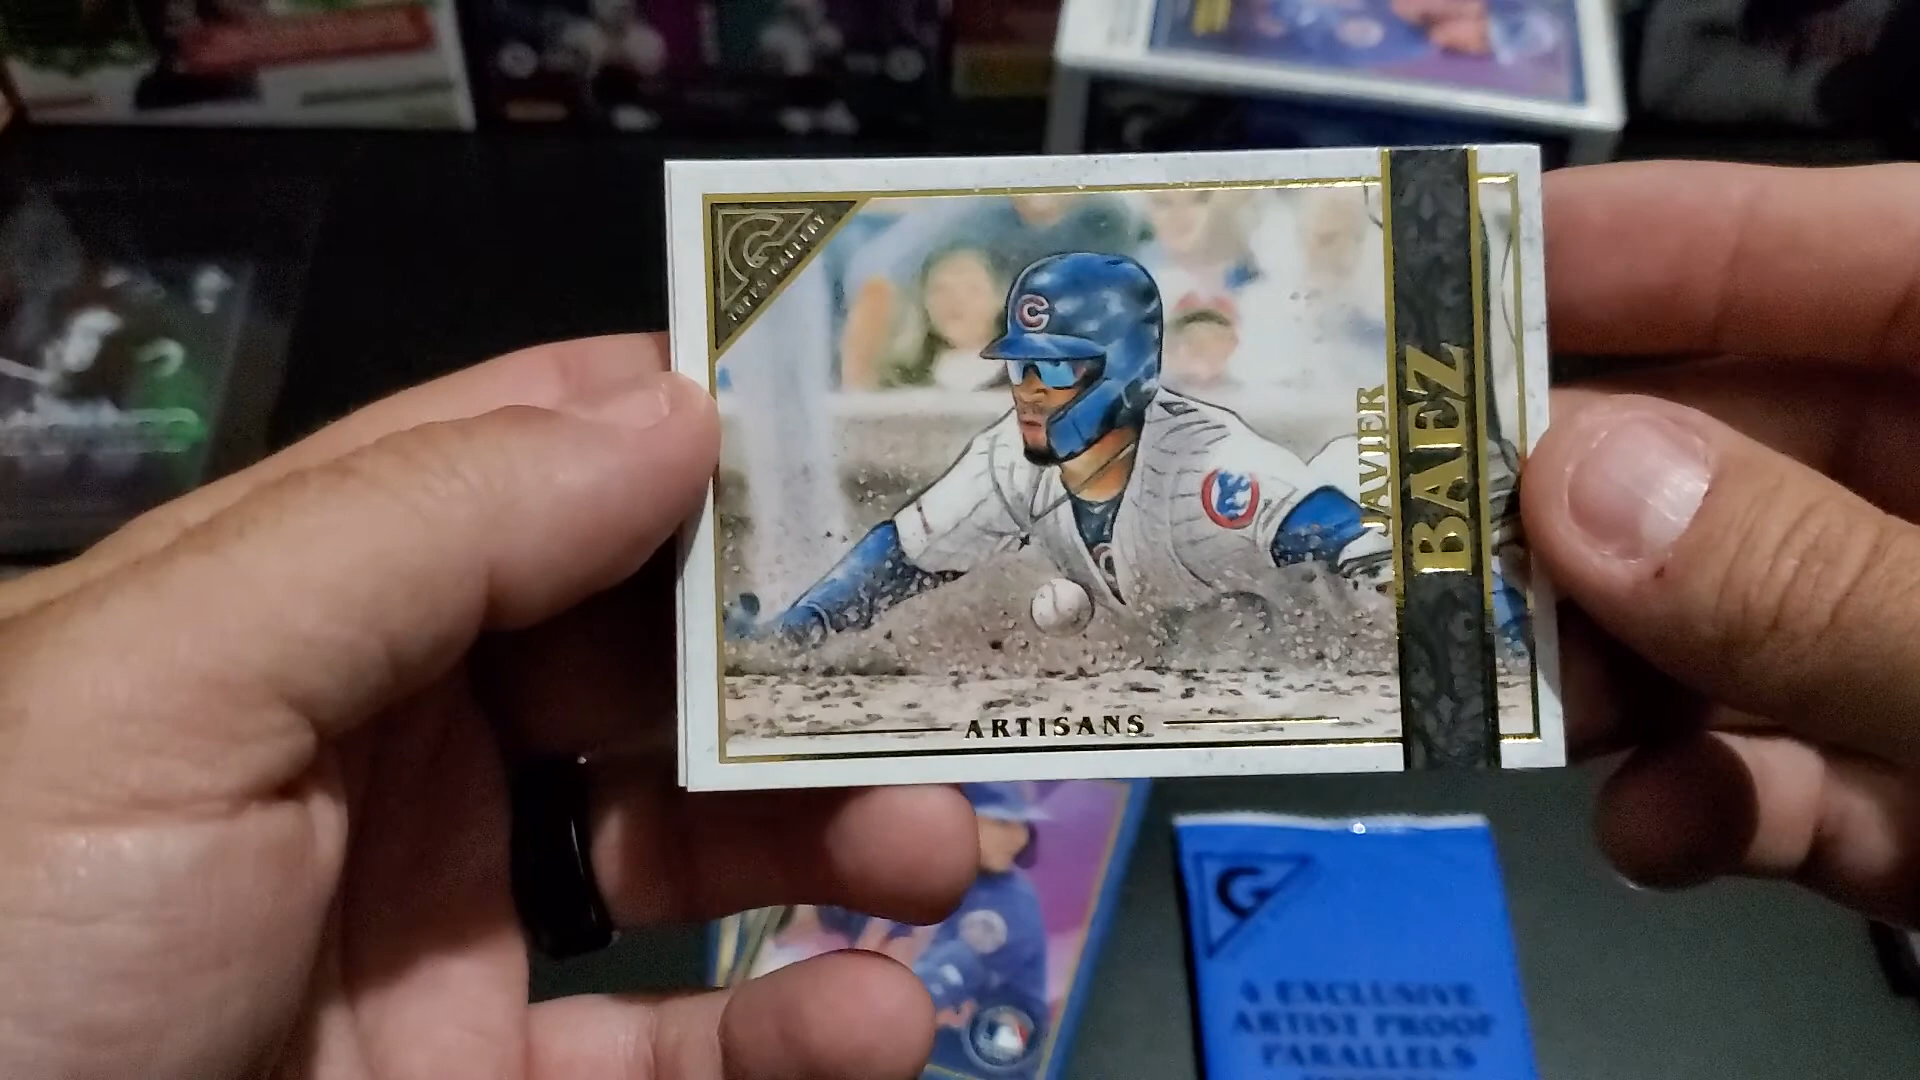 TOPPS GALLERY
C
JAVIER
BAEZ
ARTISANS
G
4 EXCLUSIVE
ARTIST PROOF
PARALLELS